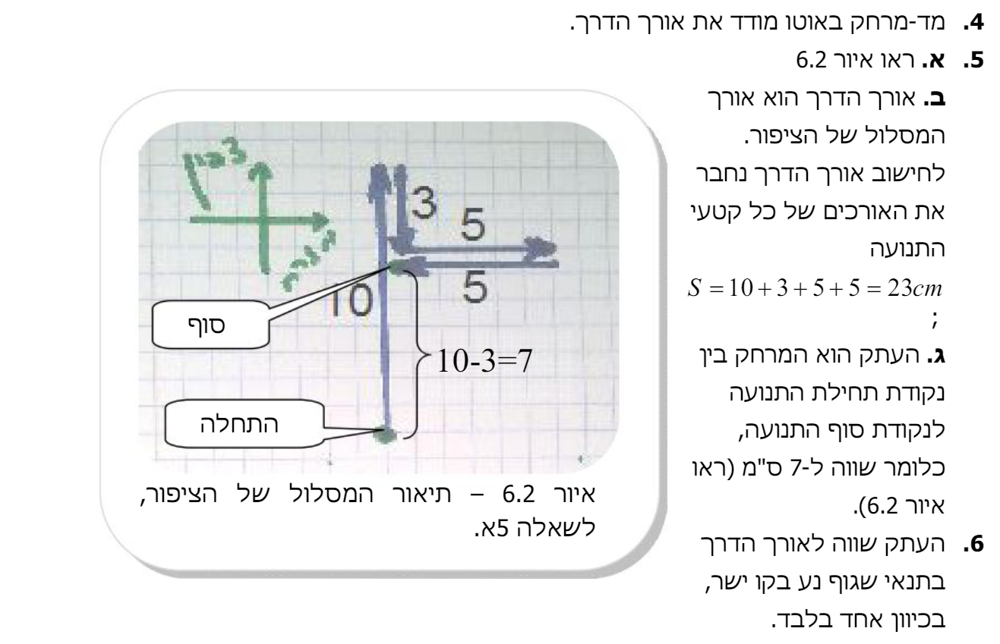 4. מד-מרחק באוטו מודד את אורך הדרך.
5. א. ראו איור 6.2
ב. אורך הדרך הוא אורך
המסלול של הציפור.
לחישוב אורך הדרך נחבר
את האורכים של כל קטעי
התנועה
S = 10 + 3 + 5 + 5 = 23cm
;
ג. העתק הוא המרחק בין
נקודת תחילת התנועה
לנקודת סוף התנועה,
כלומר שווה ל-7 ס"מ (ראו
איור 6.2).
6. העתק שווה לאורך הדרך
בתנאי שגוף נע בקו ישר,
בכיוון אחד בלבד.
צפון
מזרח
3
5
5
10
סוף
10-3=7
התחלה
איור 6.2 – תיאור המסלול של הציפור,
לשאלה 5א.